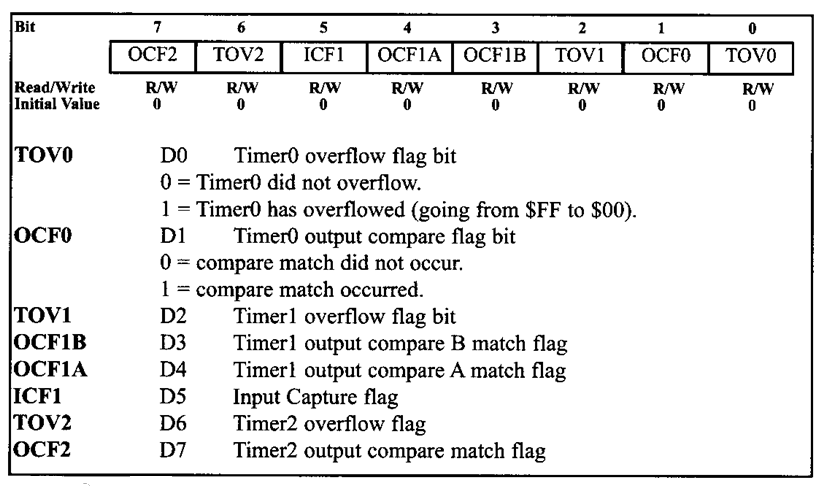 Bit 7 6 5 4 3 2 1 0
OCF2 TOV2 ICF1 OCF1A OCF1B TOV1 OCF0 TOV0
Read/Write R/W R/W R/W R/W R/W R/W R/W R/W
Initial Value 0 0 0 0 0 0 0 0
TOV0 D0 Timer0 overflow flag bit
0 = Timer0 did not overflow.
1 = Timer0 has overflowed (going from $FF to $00).
OCF0 D1 Timer0 output compare flag bit
0 = compare match did not occur.
1 = compare match occurred.
TOV1 D2 Timer1 overflow flag bit
OCF1B D3 Timer1 output compare B match flag
OCF1A D4 Timer1 output compare A match flag
ICF1 D5 Input Capture flag
TOV2 D6 Timer2 overflow flag
OCF2 D7 Timer2 output compare match flag